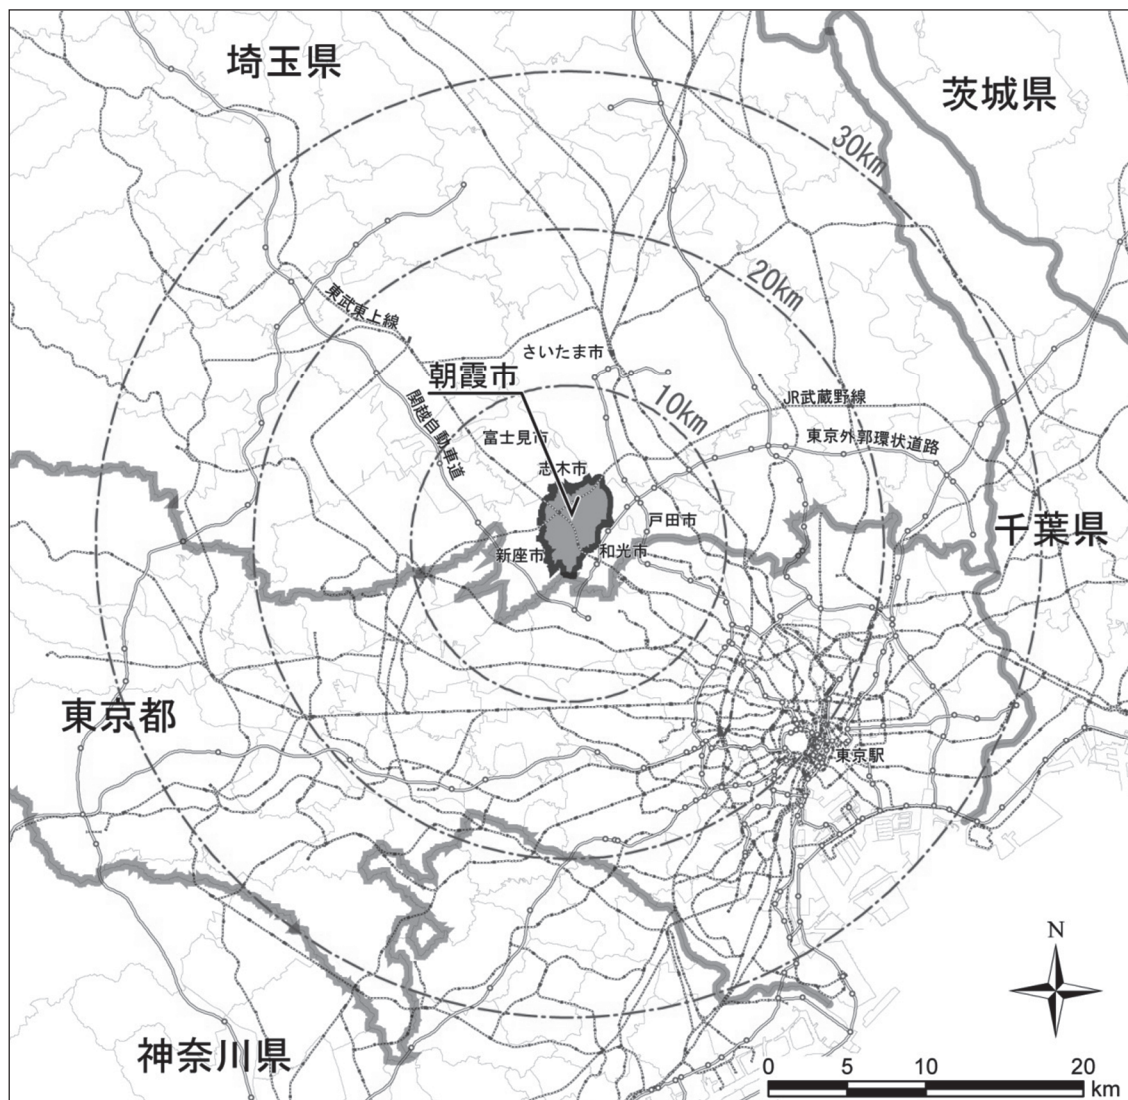 埼玉県
茨城県
30km
20km
東武東上線
さいたま市
朝霞市
10km
JR武蔵野線
関越自動車道
富士見市
東京外郭環状道路
志木市
戸田市
千葉県
新座市
和光市
東京都
東京駅
N
神奈川県
0 5 10 20
km